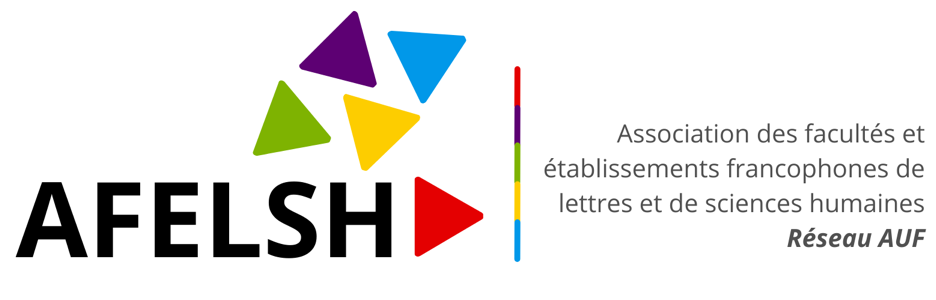 AFELSH
Association des facultés et
établissements francophones de
lettres et de sciences humaines
Réseau AUF